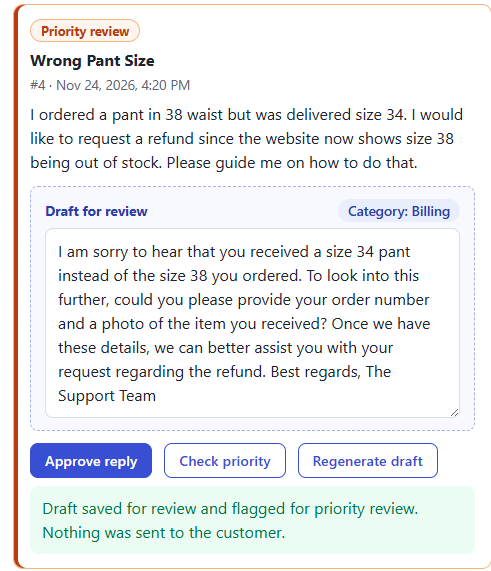 Priority review
Wrong Pant Size
#4 · Nov 24, 2026, 4:20 PM
I ordered a pant in 38 waist but was delivered size 34. I would
like to request a refund since the website now shows size 38
being out of stock. Please guide me on how to do that.
Draft for review
Category: Billing
I am sorry to hear that you received a size 34 pant
instead of the size 38 you ordered. To look into this
further, could you please provide your order number
and a photo of the item you received? Once we have
these details, we can better assist you with your
request regarding the refund. Best regards, The
Support Team
Approve reply
Check priority
Regenerate draft
Draft saved for review and flagged for priority review.
Nothing was sent to the customer.